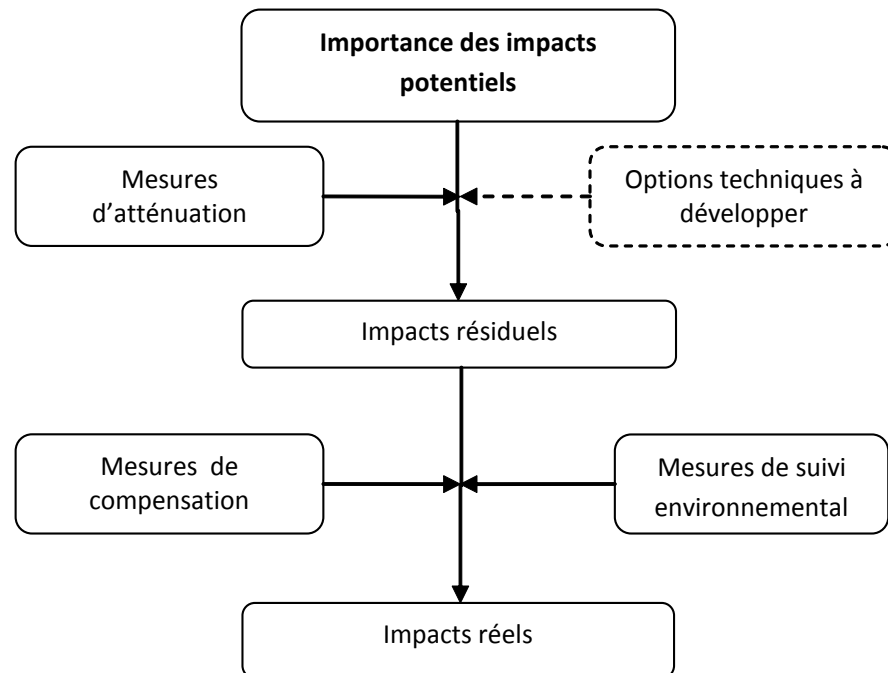 Importance des impacts
potentiels
Mesures
d’atténuation
Options techniques à
développer
Impacts résiduels
Mesures de
compensation
Mesures de suivi
environnemental
Impacts réels